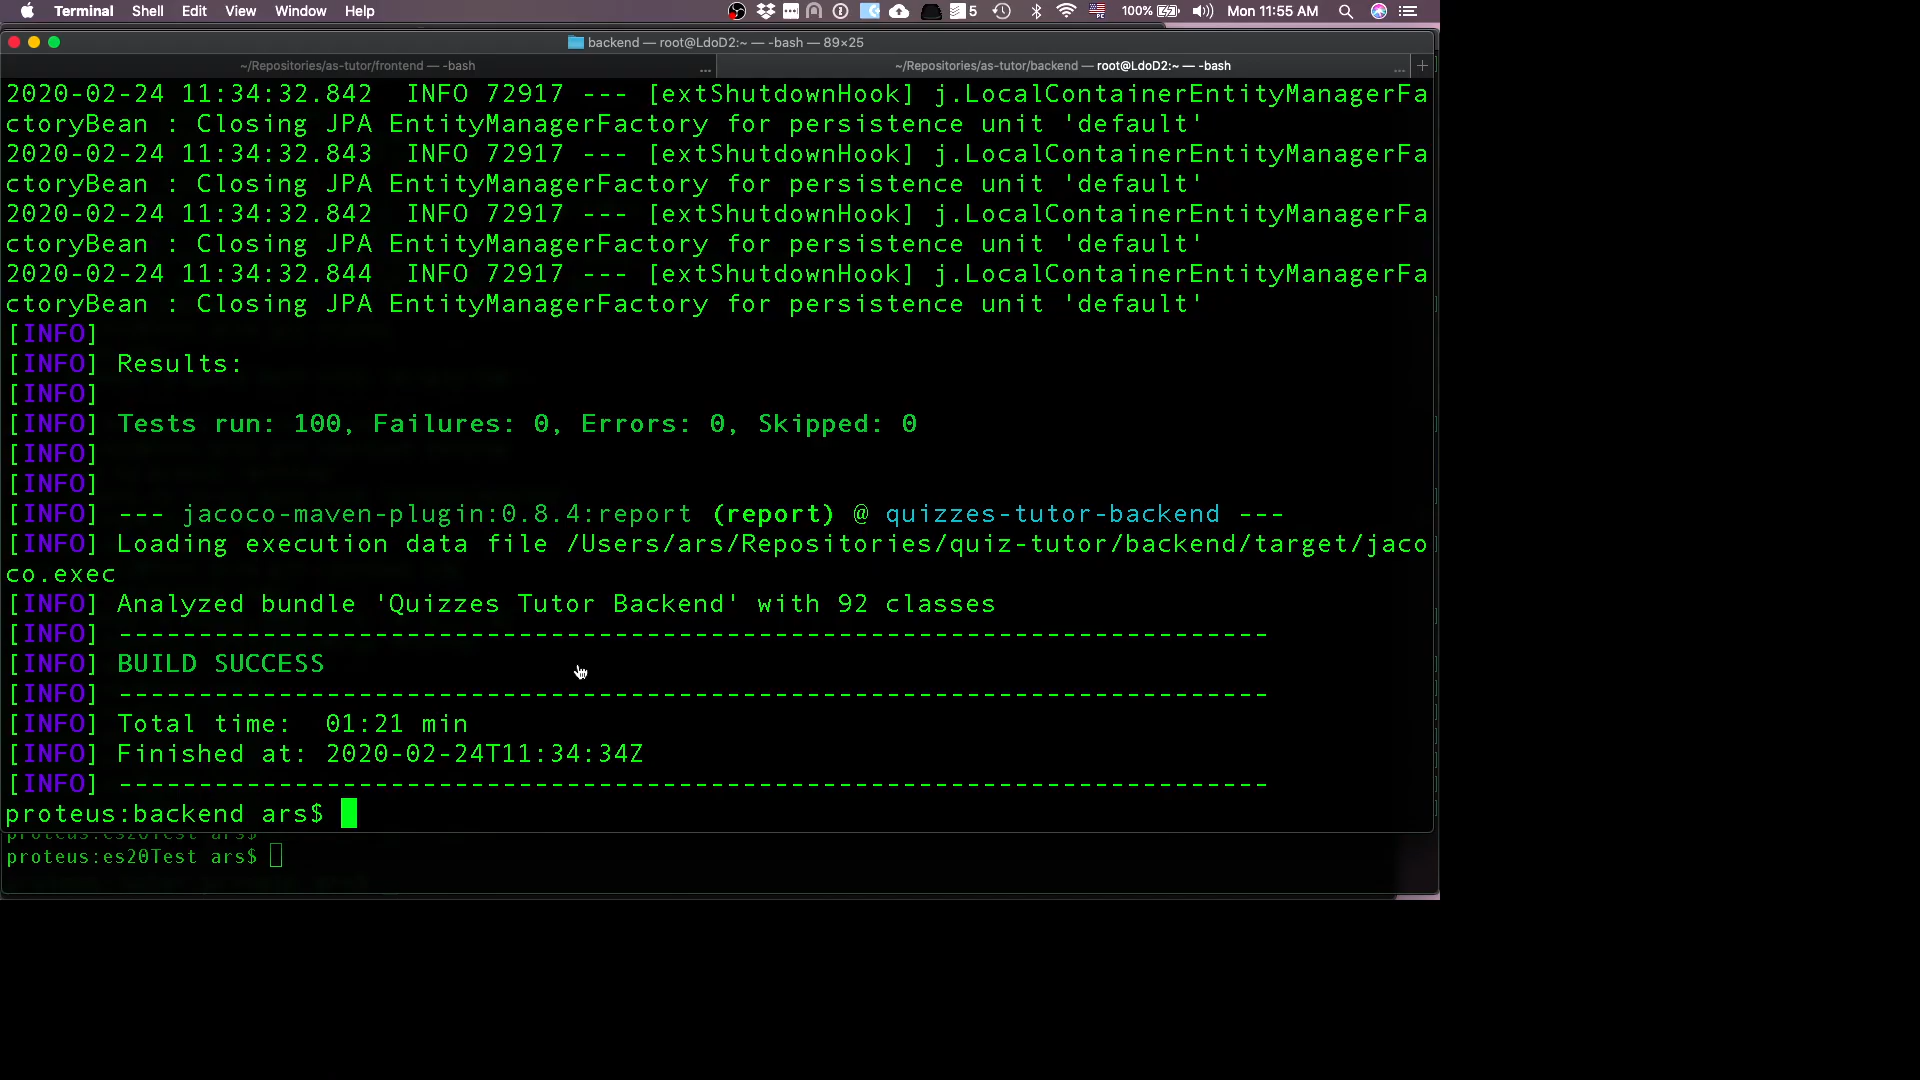 Terminal Shell Edit View Window Help 5 100% Mon 11:55 AM
backend — root@LdoD2:~ — -bash — 89×25
~/Repositories/as-tutor/frontend — -bash ... ~/Repositories/as-tutor/backend — root@LdoD2:~ — -bash ... +
2020-02-24 11:34:32.842  INFO 72917 --- [extShutdownHook] j.LocalContainerEntityManagerFa
ctoryBean : Closing JPA EntityManagerFactory for persistence unit 'default'
2020-02-24 11:34:32.843  INFO 72917 --- [extShutdownHook] j.LocalContainerEntityManagerFa
ctoryBean : Closing JPA EntityManagerFactory for persistence unit 'default'
2020-02-24 11:34:32.842  INFO 72917 --- [extShutdownHook] j.LocalContainerEntityManagerFa
ctoryBean : Closing JPA EntityManagerFactory for persistence unit 'default'
2020-02-24 11:34:32.844  INFO 72917 --- [extShutdownHook] j.LocalContainerEntityManagerFa
ctoryBean : Closing JPA EntityManagerFactory for persistence unit 'default'
[INFO]
[INFO] Results:
[INFO]
[INFO] Tests run: 100, Failures: 0, Errors: 0, Skipped: 0
[INFO]
[INFO]
[INFO] --- jacoco-maven-plugin:0.8.4:report (report) @ quizzes-tutor-backend ---
[INFO] Loading execution data file /Users/ars/Repositories/quiz-tutor/backend/target/jaco
co.exec
[INFO] Analyzed bundle 'Quizzes Tutor Backend' with 92 classes
[INFO] ------------------------------------------------------------------------
[INFO] BUILD SUCCESS
[INFO] ------------------------------------------------------------------------
[INFO] Total time:  01:21 min
[INFO] Finished at: 2020-02-24T11:34:34Z
[INFO] ------------------------------------------------------------------------
proteus:backend ars$
proteus:es20Test ars$
proteus:es20Test ars$